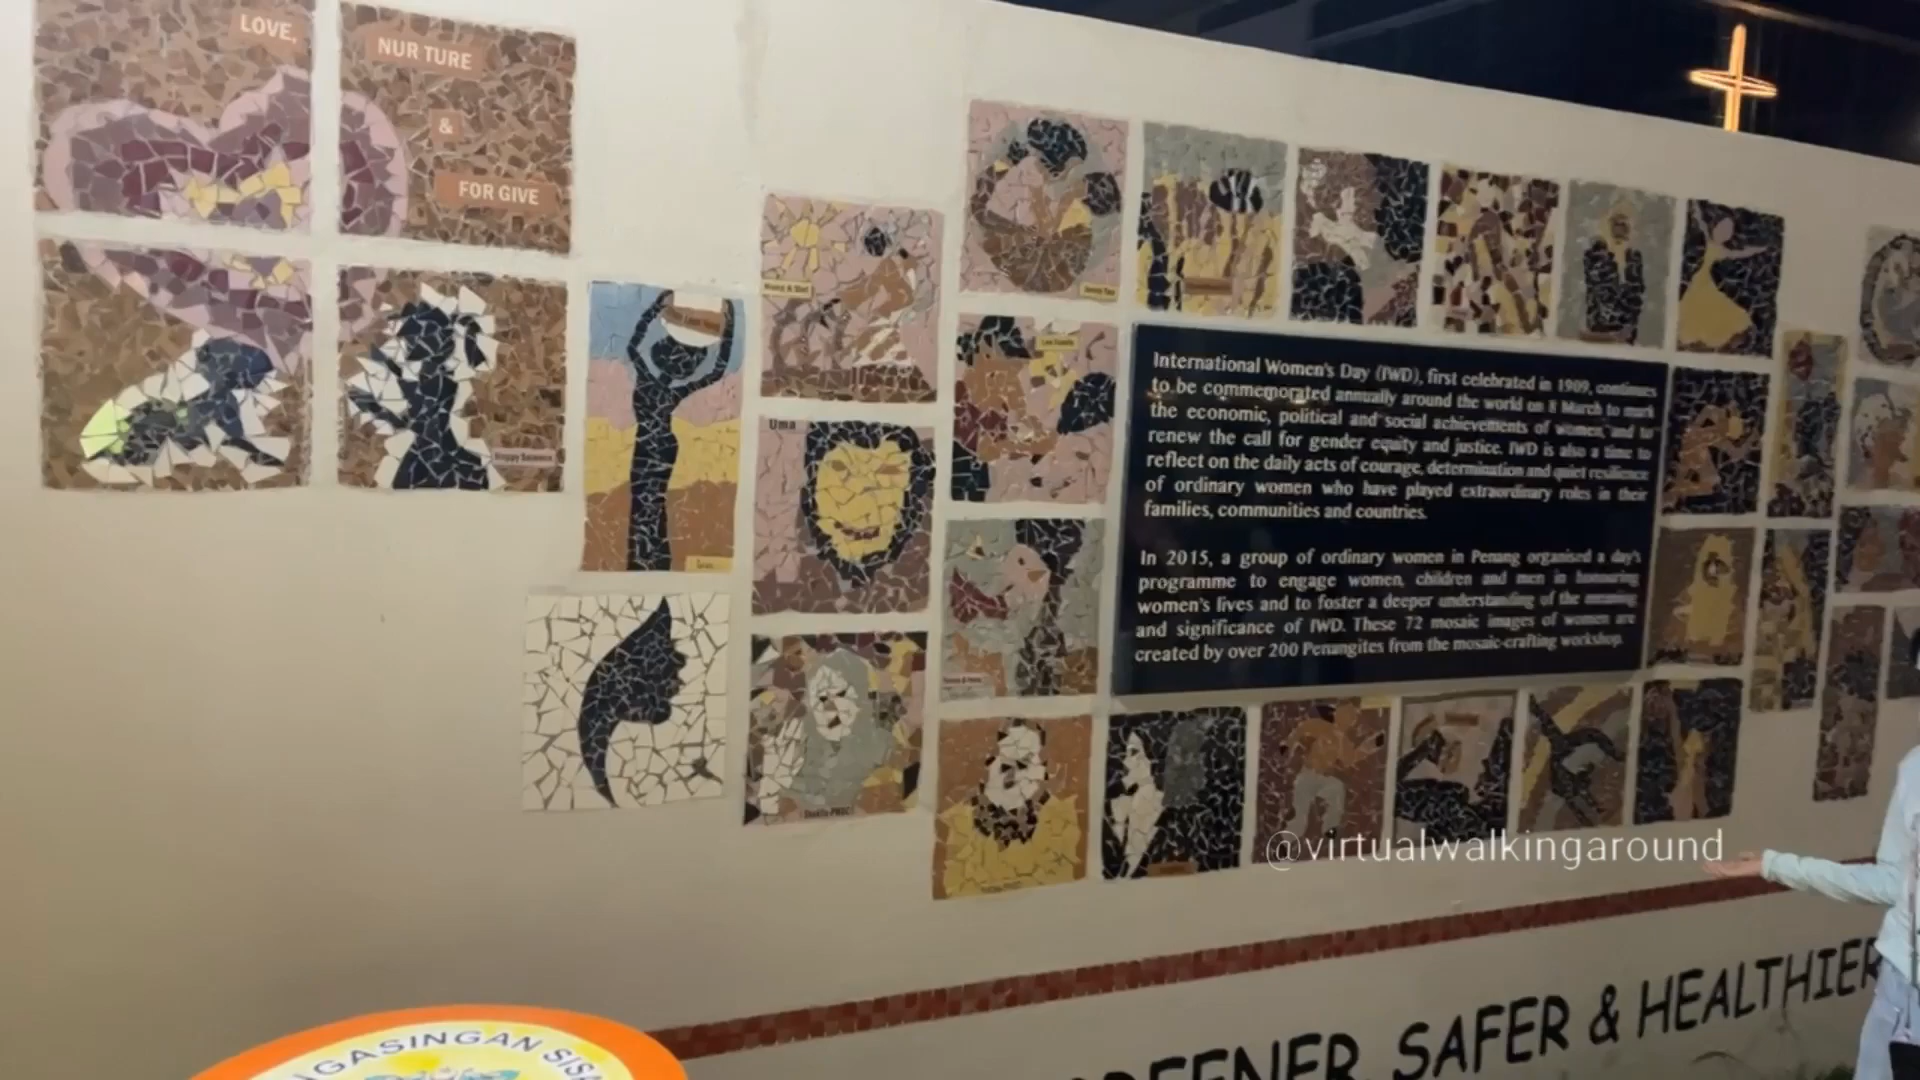 LOVE,
NUR TURE
&
FOR GIVE
Uma
International Women's Day (IWD), first celebrated in 1909, continues
to be commemorated annually around the world on 8 March to mark
the economic, political and social achievements of women, and to
renew the call for gender equity and justice. IWD is also a time to
reflect on the daily acts of courage, determination and quiet resilience
of ordinary women who have played extraordinary roles in their
families, communities and countries.
In 2015, a group of ordinary women in Penang organised a day's
programme to engage women, children and men in honouring
women's lives and to foster a deeper understanding of the meaning
and significance of IWD. These 72 mosaic images of women are
created by over 200 Penangites from the mosaic-crafting workshop.
@virtualwalkingaround
SAFER & HEALTHIER